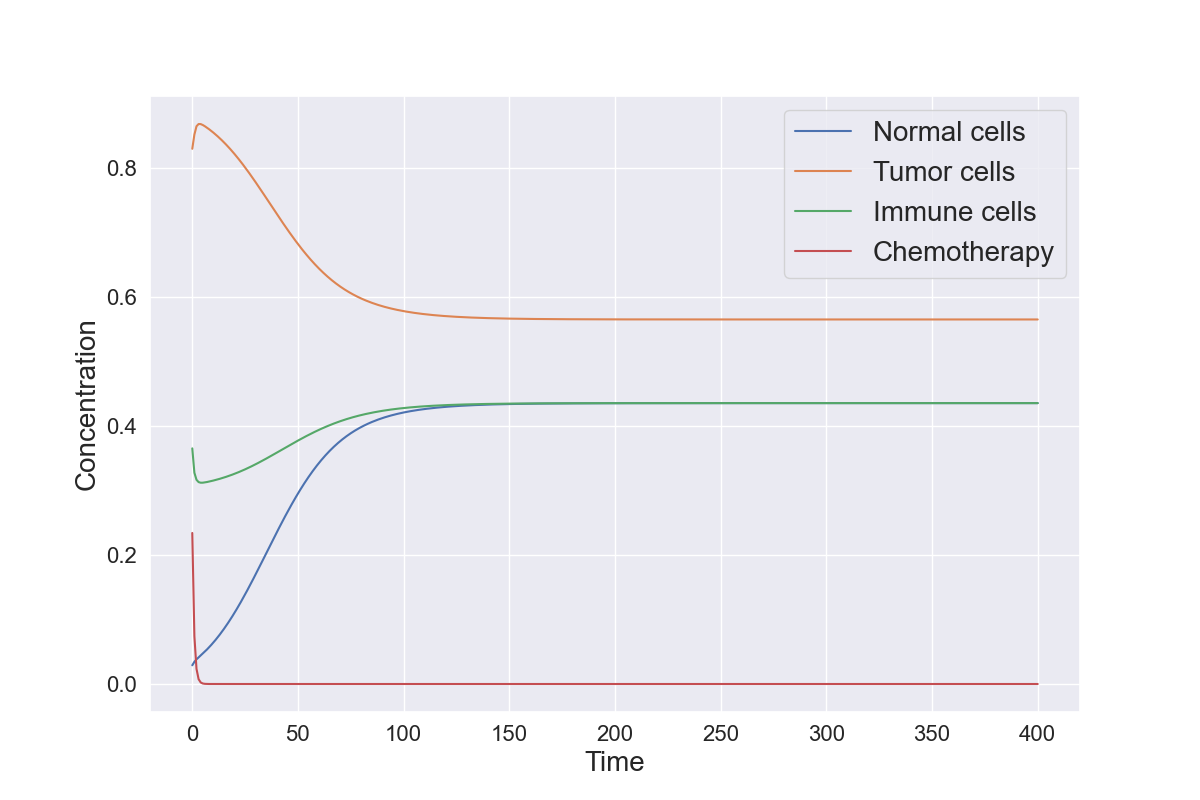 Normal cells
Tumor cells
Immune cells
Chemotherapy
Concentration
0.8
0.6
0.4
0.2
0.0
0 50 100 150 200 250 300 350 400
Time